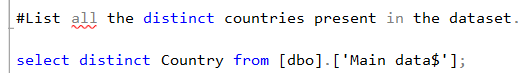 #List all the distinct countries present in the dataset.
select distinct Country from [dbo].['Main data$'];